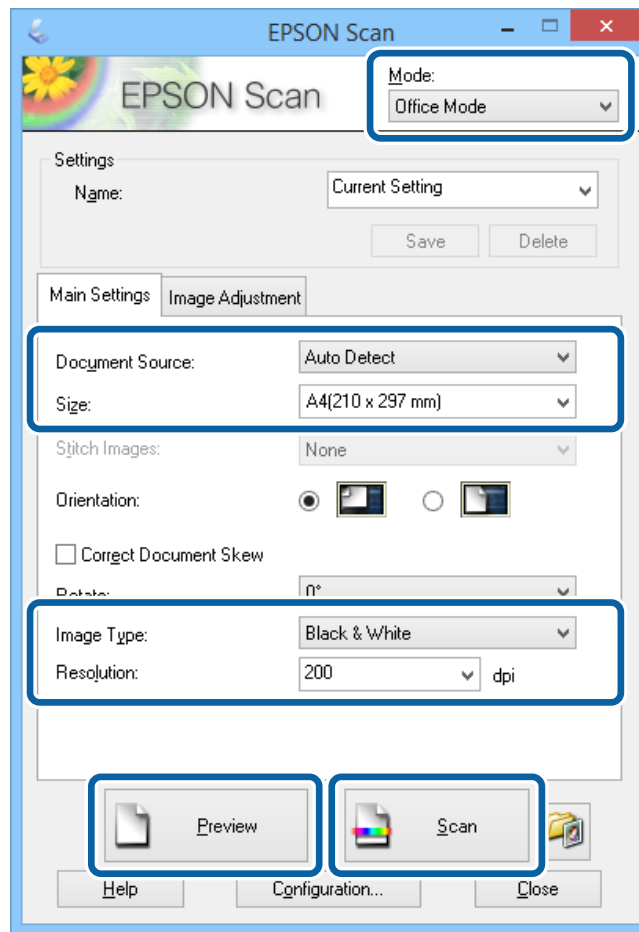 EPSON Scan
EPSON Scan
Mode:
Office Mode
Settings
Name:
Current Setting
Save
Delete
Main Settings
Image Adjustment
Document Source:
Auto Detect
Size:
A4(210 x 297 mm)
Stitch Images:
None
Orientation:
Correct Document Skew
Rotate:
0°
Image Type:
Black & White
Resolution:
200
dpi
Preview
Scan
Help
Configuration...
Close